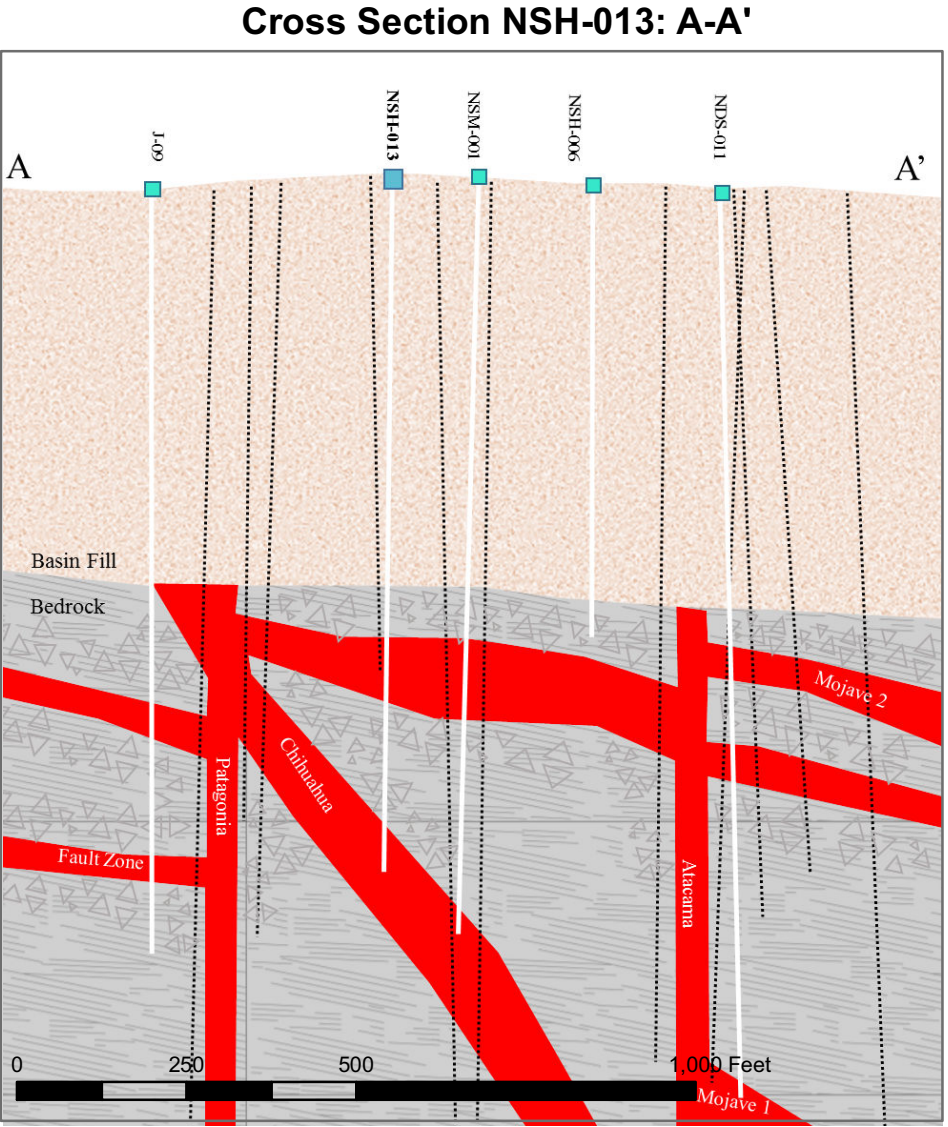 Cross Section NSH-013: A-A'
J-09
NSH-013
NSM-001
NSH-006
NDS-011
A
A’
Basin Fill
Bedrock
Mojave 2
Chihuahua
Patagonia
Fault Zone
Atacama
0 250 500 1,000 Feet
Mojave 1